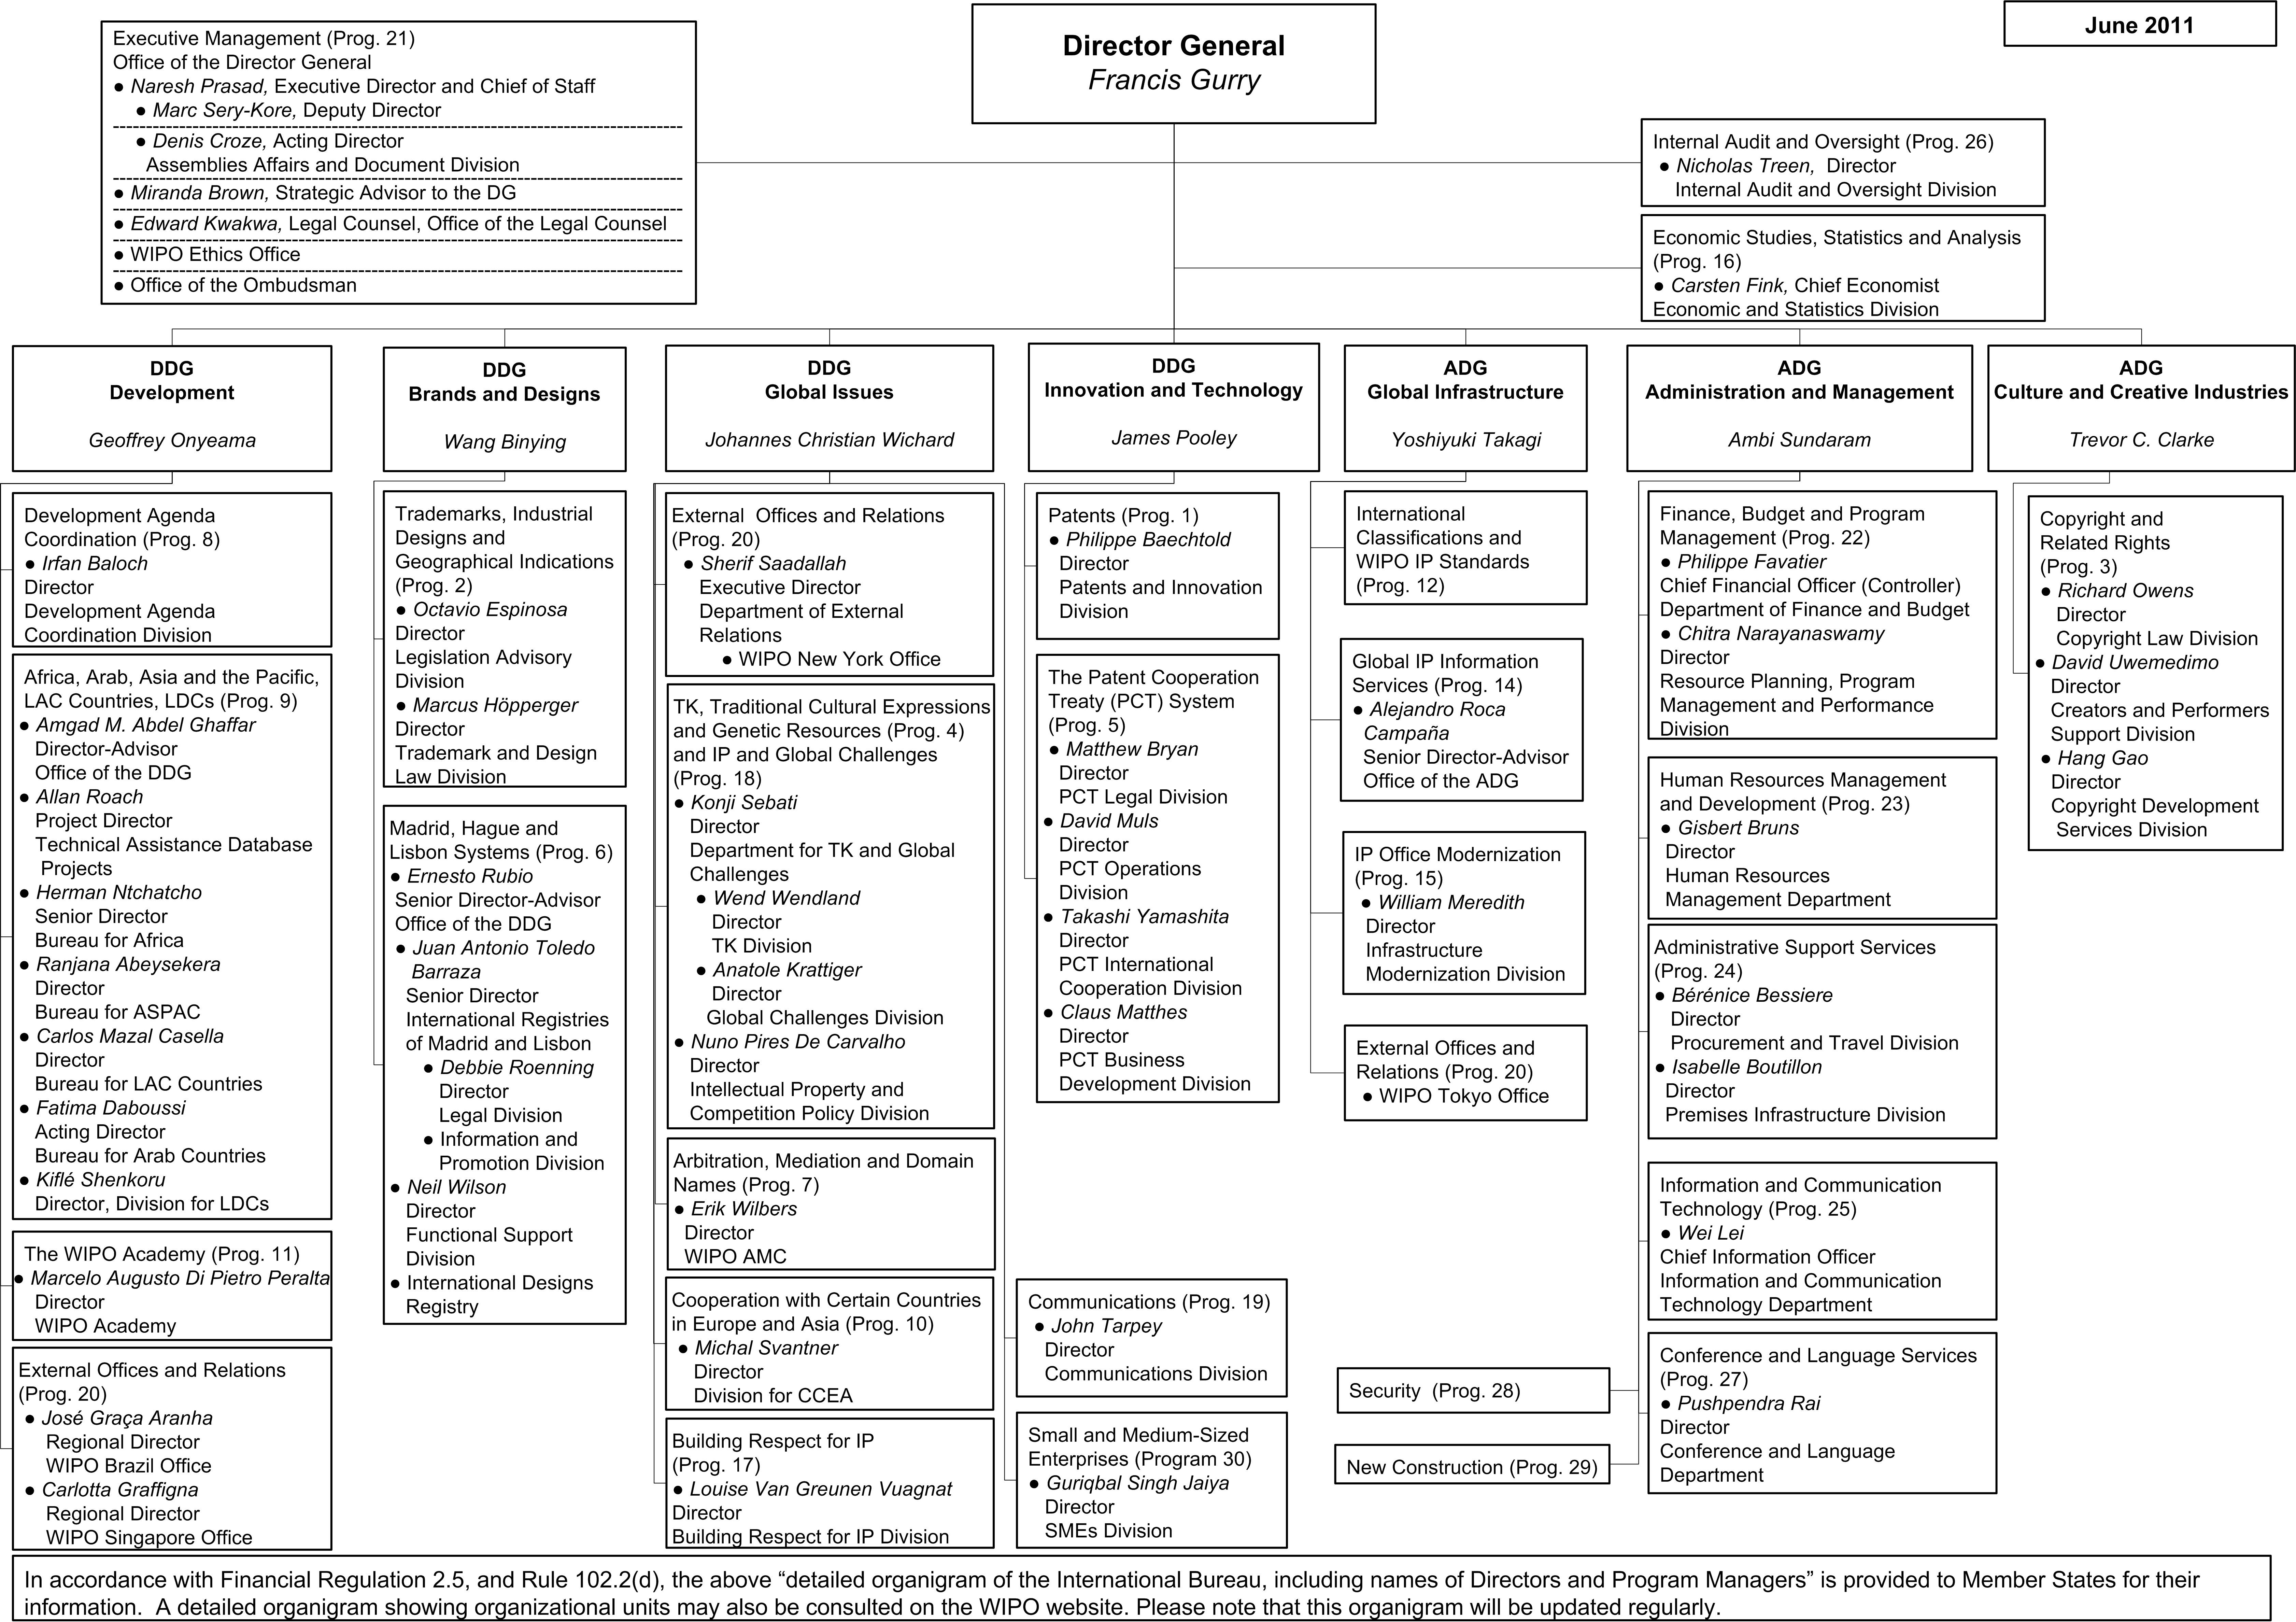 June 2011
Director General
Francis Gurry
Executive Management (Prog. 21)
Office of the Director General
● Naresh Prasad, Executive Director and Chief of Staff
● Marc Sery-Kore, Deputy Director
● Denis Croze, Acting Director
Assemblies Affairs and Document Division
● Miranda Brown, Strategic Advisor to the DG
● Edward Kwakwa, Legal Counsel, Office of the Legal Counsel
● WIPO Ethics Office
● Office of the Ombudsman
Internal Audit and Oversight (Prog. 26)
● Nicholas Treen, Director
Internal Audit and Oversight Division
Economic Studies, Statistics and Analysis
(Prog. 16)
● Carsten Fink, Chief Economist
Economic and Statistics Division
DDG
Development
Geoffrey Onyeama
Development Agenda
Coordination (Prog. 8)
● Irfan Baloch
Director
Development Agenda
Coordination Division
Africa, Arab, Asia and the Pacific,
LAC Countries, LDCs (Prog. 9)
● Amgad M. Abdel Ghaffar
Director-Advisor
Office of the DDG
● Allan Roach
Project Director
Technical Assistance Database
Projects
● Herman Ntchatcho
Senior Director
Bureau for Africa
● Ranjana Abeysekera
Director
Bureau for ASPAC
● Carlos Mazal Casella
Director
Bureau for LAC Countries
● Fatima Daboussi
Acting Director
Bureau for Arab Countries
● Kiflé Shenkoru
Director, Division for LDCs
The WIPO Academy (Prog. 11)
● Marcelo Augusto Di Pietro Peralta
Director
WIPO Academy
External Offices and Relations
(Prog. 20)
● José Graça Aranha
Regional Director
WIPO Brazil Office
● Carlotta Graffigna
Regional Director
WIPO Singapore Office
DDG
Brands and Designs
Wang Binying
Trademarks, Industrial
Designs and
Geographical Indications
(Prog. 2)
● Octavio Espinosa
Director
Legislation Advisory
Division
● Marcus Höpperger
Director
Trademark and Design
Law Division
Madrid, Hague and
Lisbon Systems (Prog. 6)
● Ernesto Rubio
Senior Director-Advisor
Office of the DDG
● Juan Antonio Toledo
Barraza
Senior Director
International Registries
of Madrid and Lisbon
● Debbie Roenning
Director
Legal Division
● Information and
Promotion Division
● Neil Wilson
Director
Functional Support
Division
● International Designs
Registry
DDG
Global Issues
Johannes Christian Wichard
External Offices and Relations
(Prog. 20)
● Sherif Saadallah
Executive Director
Department of External
Relations
● WIPO New York Office
TK, Traditional Cultural Expressions
and Genetic Resources (Prog. 4)
and IP and Global Challenges
(Prog. 18)
● Konji Sebati
Director
Department for TK and Global
Challenges
● Wend Wendland
Director
TK Division
● Anatole Krattiger
Director
Global Challenges Division
● Nuno Pires De Carvalho
Director
Intellectual Property and
Competition Policy Division
Arbitration, Mediation and Domain
Names (Prog. 7)
● Erik Wilbers
Director
WIPO AMC
Cooperation with Certain Countries
in Europe and Asia (Prog. 10)
● Michal Svantner
Director
Division for CCEA
Building Respect for IP
(Prog. 17)
● Louise Van Greunen Vuagnat
Director
Building Respect for IP Division
Communications (Prog. 19)
● John Tarpey
Director
Communications Division
Small and Medium-Sized
Enterprises (Program 30)
● Guriqbal Singh Jaiya
Director
SMEs Division
DDG
Innovation and Technology
James Pooley
Patents (Prog. 1)
● Philippe Baechtold
Director
Patents and Innovation
Division
The Patent Cooperation
Treaty (PCT) System
(Prog. 5)
● Matthew Bryan
Director
PCT Legal Division
● David Muls
Director
PCT Operations
Division
● Takashi Yamashita
Director
PCT International
Cooperation Division
● Claus Matthes
Director
PCT Business
Development Division
ADG
Global Infrastructure
Yoshiyuki Takagi
International
Classifications and
WIPO IP Standards
(Prog. 12)
Global IP Information
Services (Prog. 14)
● Alejandro Roca
Campaña
Senior Director-Advisor
Office of the ADG
IP Office Modernization
(Prog. 15)
● William Meredith
Director
Infrastructure
Modernization Division
External Offices and
Relations (Prog. 20)
● WIPO Tokyo Office
ADG
Administration and Management
Ambi Sundaram
Finance, Budget and Program
Management (Prog. 22)
● Philippe Favatier
Chief Financial Officer (Controller)
Department of Finance and Budget
● Chitra Narayanaswamy
Director
Resource Planning, Program
Management and Performance
Division
Human Resources Management
and Development (Prog. 23)
● Gisbert Bruns
Director
Human Resources
Management Department
Administrative Support Services
(Prog. 24)
● Bérénice Bessiere
Director
Procurement and Travel Division
● Isabelle Boutillon
Director
Premises Infrastructure Division
Information and Communication
Technology (Prog. 25)
● Wei Lei
Chief Information Officer
Information and Communication
Technology Department
Conference and Language Services
(Prog. 27)
● Pushpendra Rai
Director
Conference and Language
Department
Security (Prog. 28)
New Construction (Prog. 29)
ADG
Culture and Creative Industries
Trevor C. Clarke
Copyright and
Related Rights
(Prog. 3)
● Richard Owens
Director
Copyright Law Division
● David Uwemedimo
Director
Creators and Performers
Support Division
● Hang Gao
Director
Copyright Development
Services Division
In accordance with Financial Regulation 2.5, and Rule 102.2(d), the above “detailed organigram of the International Bureau, including names of Directors and Program Managers” is provided to Member States for their
information. A detailed organigram showing organizational units may also be consulted on the WIPO website. Please note that this organigram will be updated regularly.